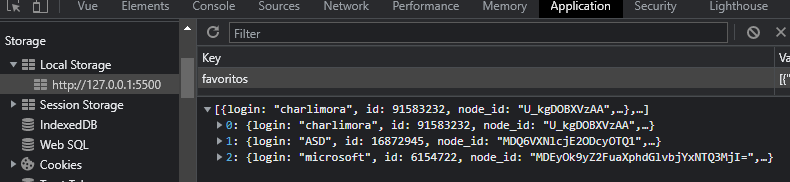 Vue Elements Console Sources Network Performance Memory Application Security Lighthouse
Storage
Filter
Local Storage
Key
http://127.0.0.1:5500
favoritos
[{"
Session Storage
[{login: "charlimora", id: 91583232, node_id: "U_kgDOBXVzAA",…},…]
IndexedDB
0: {login: "charlimora", id: 91583232, node_id: "U_kgDOBXVzAA",…}
Web SQL
1: {login: "ASD", id: 16872945, node_id: "MDQ6VXNlcjE2ODcyOTQ1",…}
Cookies
2: {login: "microsoft", id: 6154722, node_id: "MDEyOk9yZ2FuaXphdGlvbjYxNTQ3MjI=",…}